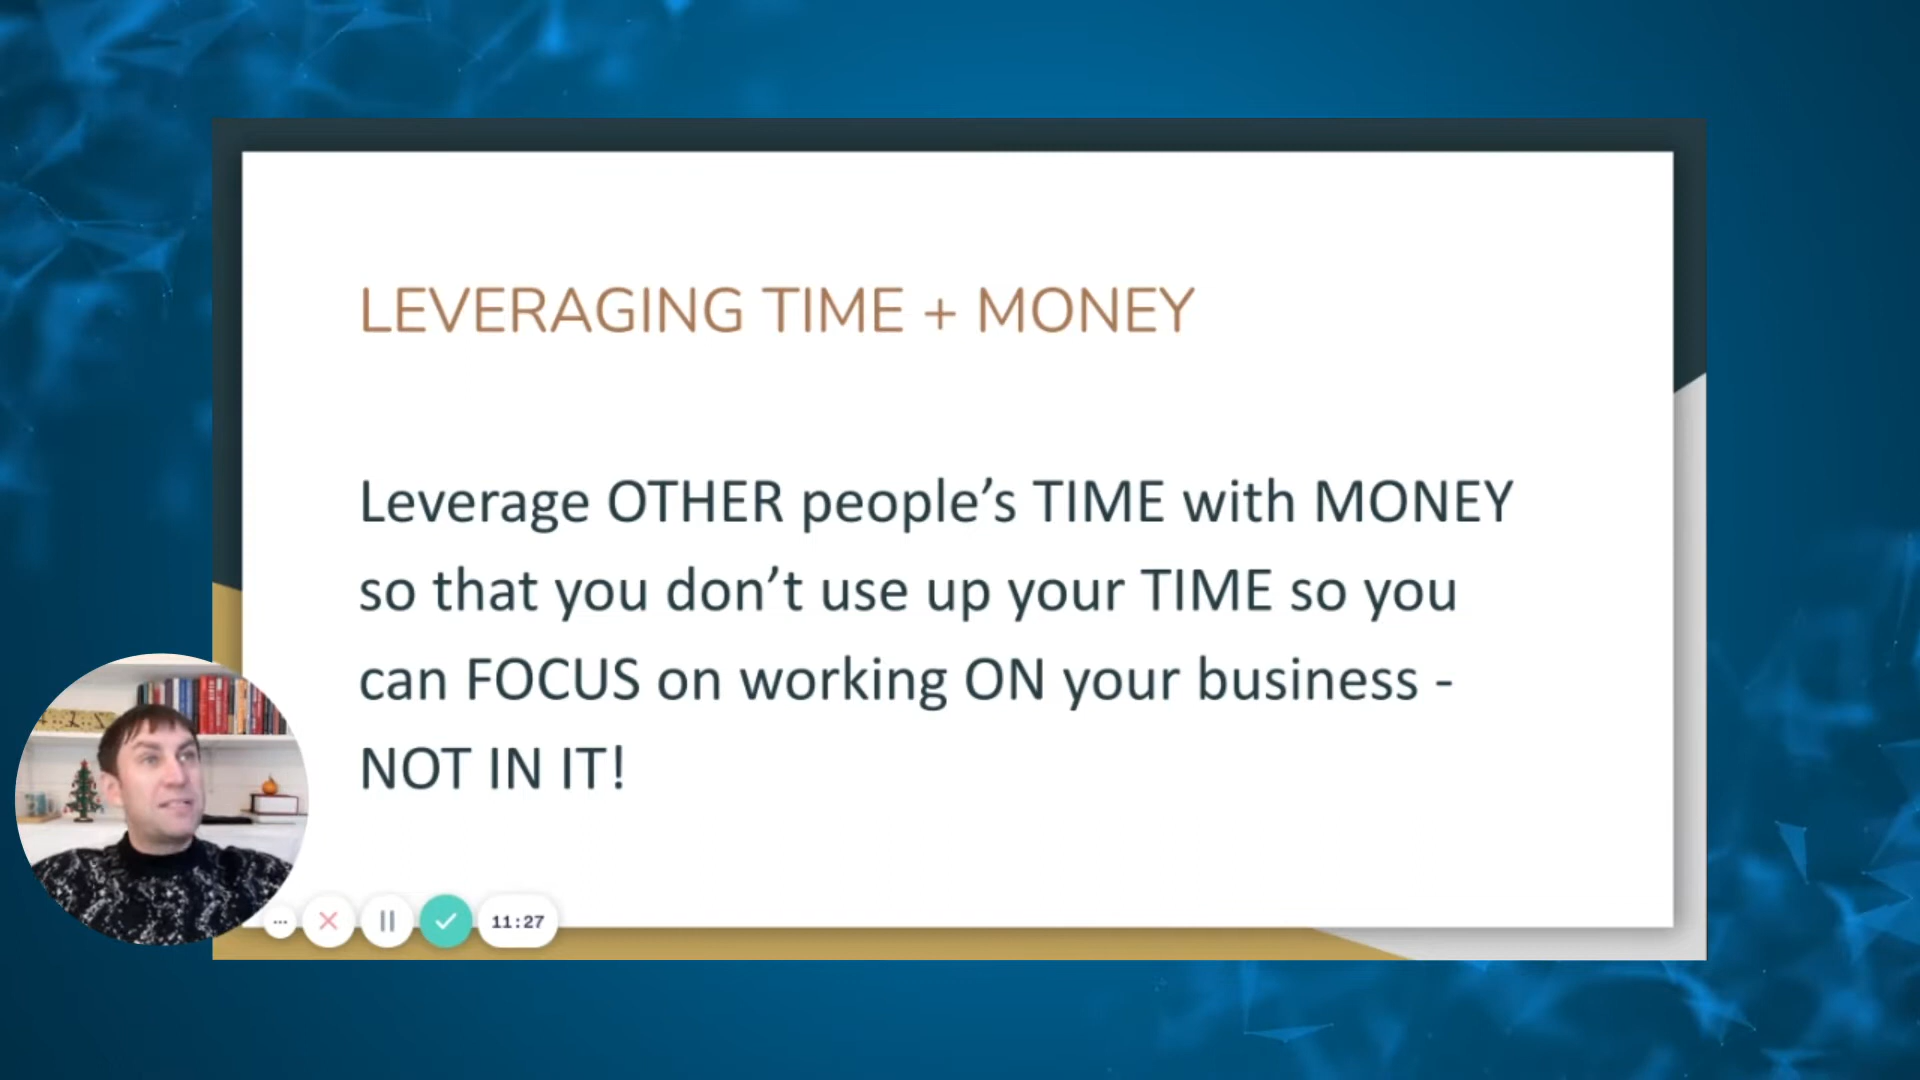 LEVERAGING TIME + MONEY
Leverage OTHER people’s TIME with MONEY
so that you don’t use up your TIME so you
can FOCUS on working ON your business -
NOT IN IT!
11:27